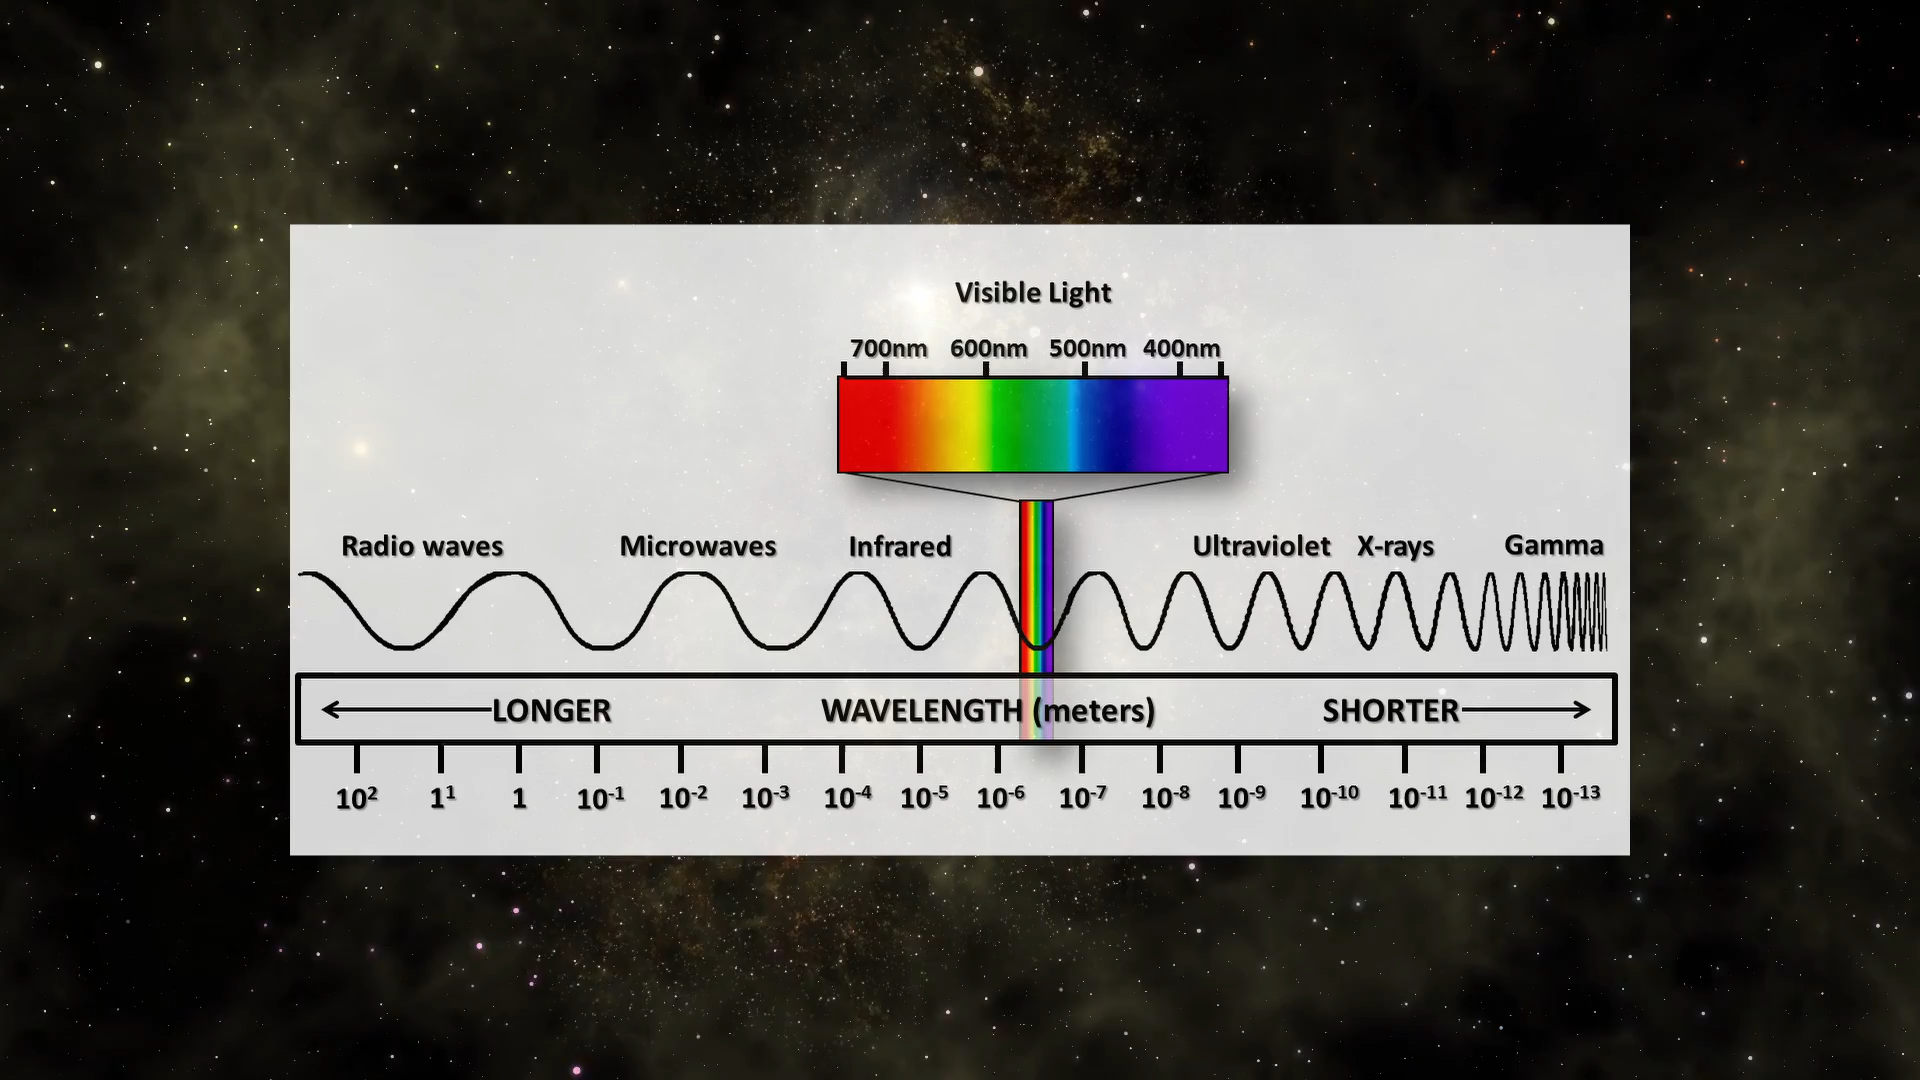 Visible Light
700nm 600nm 500nm 400nm
Radio waves Microwaves Infrared Ultraviolet X-rays Gamma
LONGER WAVELENGTH (meters) SHORTER
10² 1¹ 1 10⁻¹ 10⁻² 10⁻³ 10⁻⁴ 10⁻⁵ 10⁻⁶ 10⁻⁷ 10⁻⁸ 10⁻⁹ 10⁻¹⁰ 10⁻¹¹ 10⁻¹² 10⁻¹³